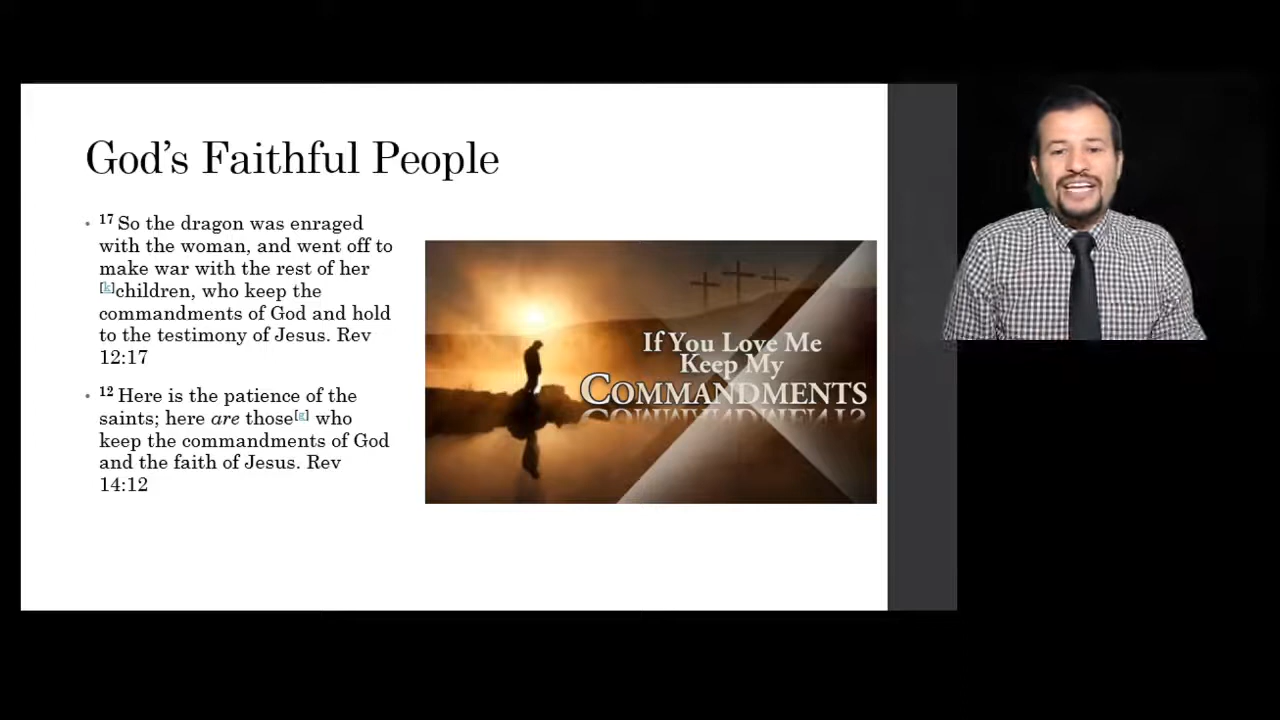 God’s Faithful People
• 17 So the dragon was enraged
with the woman, and went off to
make war with the rest of her
[k]children, who keep the
commandments of God and hold
to the testimony of Jesus. Rev
12:17
• 12 Here is the patience of the
saints; here are those[g] who
keep the commandments of God
and the faith of Jesus. Rev
14:12
If You Love Me
Keep My
COMMANDMENTS